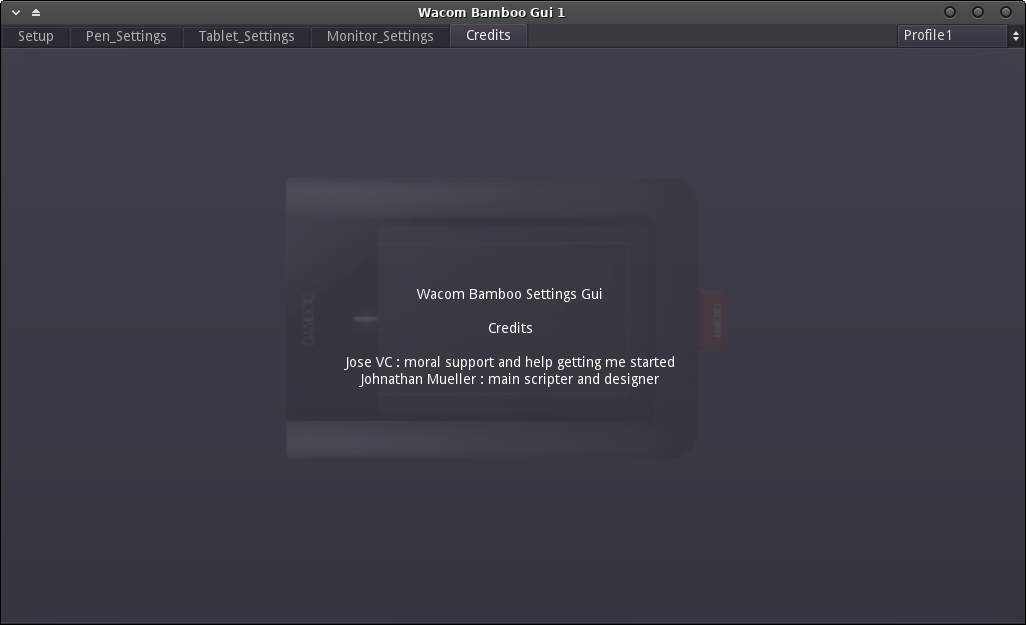 Wacom Bamboo Gui 1
Setup Pen_Settings Tablet_Settings Monitor_Settings Credits Profile1
Wacom Bamboo Settings Gui
Credits
Jose VC : moral support and help getting me started
Johnathan Mueller : main scripter and designer
BAMBOO